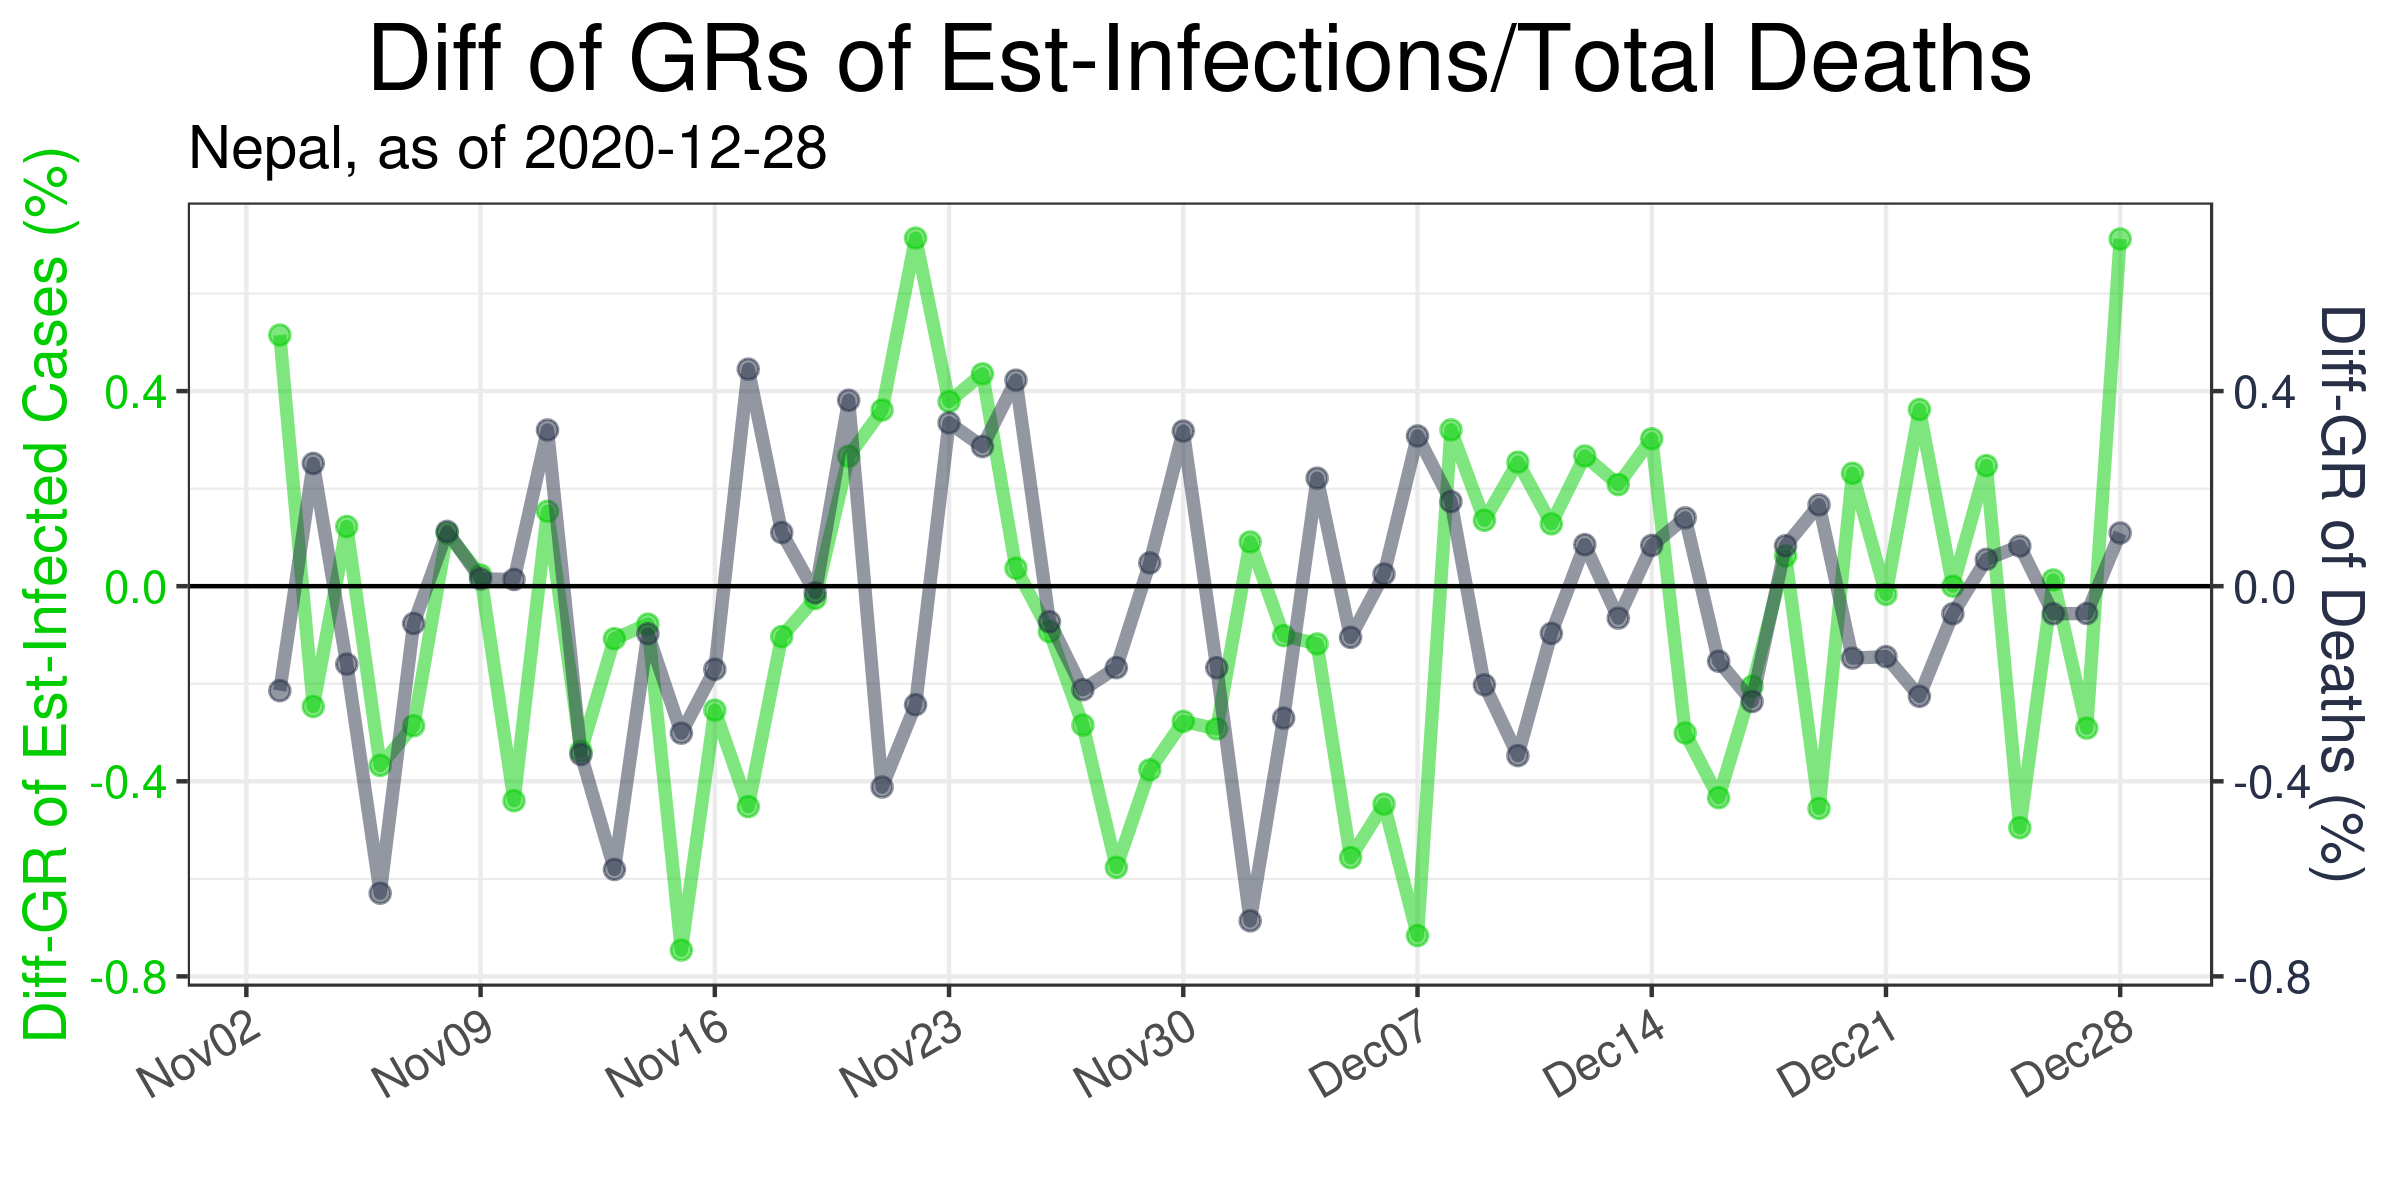 Diff of GRs of Est-Infections/Total Deaths
Nepal, as of 2020-12-28
Diff-GR of Est-Infected Cases (%)
0.4
0.0
-0.4
-0.8
0.4
0.0
-0.4
-0.8
Diff-GR of Deaths (%)
Nov02
Nov09
Nov16
Nov23
Nov30
Dec07
Dec14
Dec21
Dec28